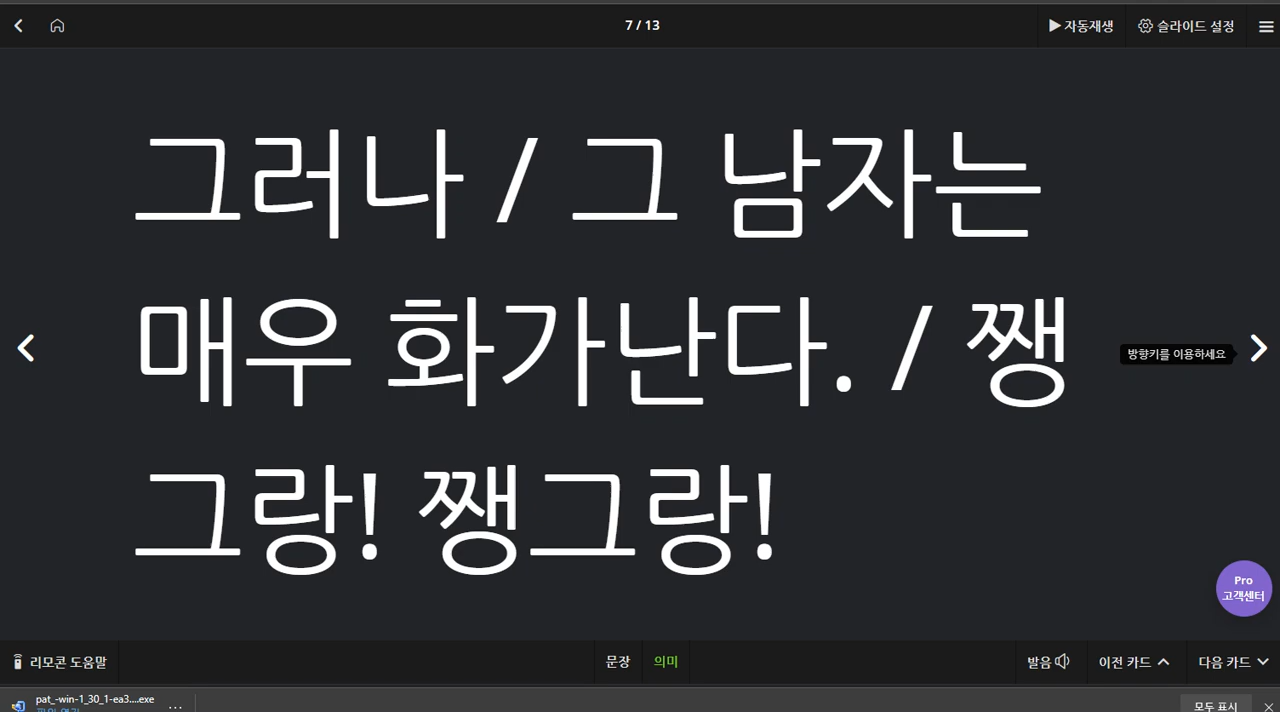 7 / 13
▶ 자동재생
슬라이드 설정
그러나 / 그 남자는
매우 화가난다. / 쨍
그랑! 쨍그랑!
방향키를 이용하세요
Pro
고객센터
리모콘 도움말
문장
의미
발음
이전 카드
다음 카드
pat_-win-1_30_1-ea3....exe
...
모두 표시